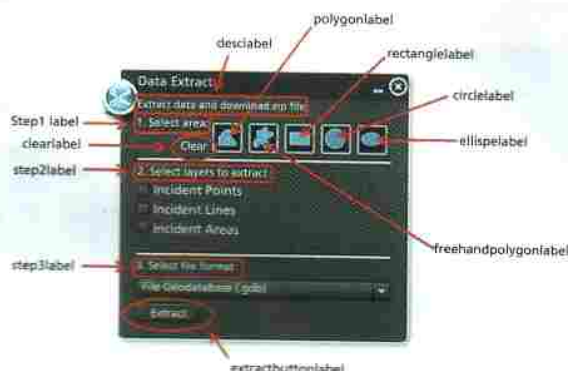 polygonlabel
desclabel
rectanglelabel
Data Extract
circlelabel
Extract data and download zip file
Step1 label
1. Select area:
clearlabel
Clear
ellispelabel
step2label
2. Select layers to extract
Incident Points
Incident Lines
Incident Areas
freehandpolygonlabel
step3label
3. Select file format:
File Geodatabase (.gdb)
Extract
extractbuttonlabel